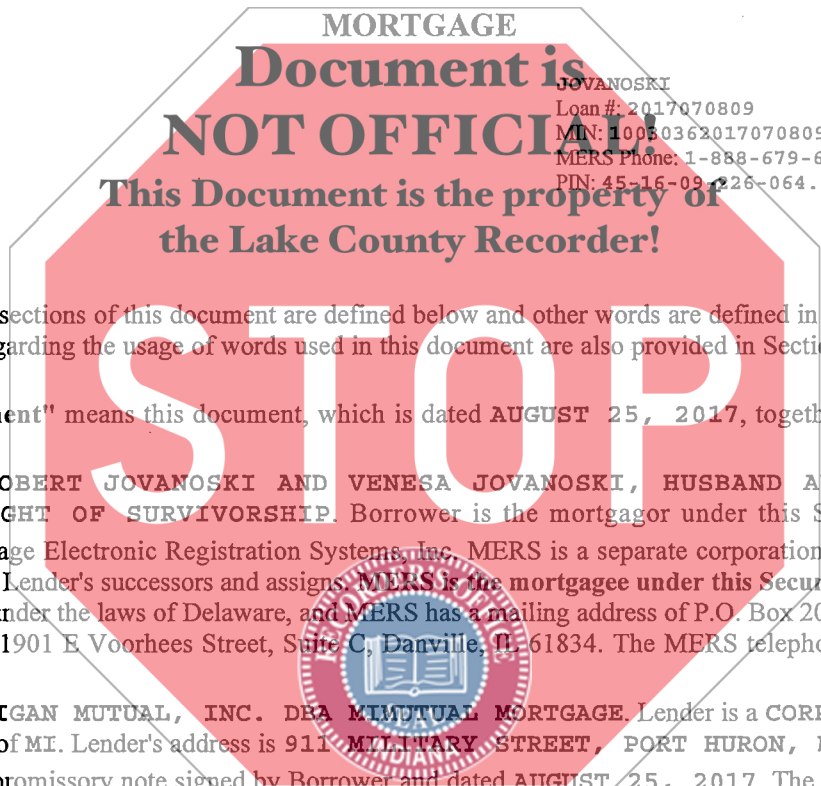 MORTGAGE
Document is
NOT OFFICIAL!
This Document is the property of
the Lake County Recorder!
JOVANOSKI
Loan #: 2017070809
MIN: 10030362017070809
MERS Phone: 1-888-679-6
PIN: 45-16-09-226-064.
STOP
sections of this document are defined below and other words are defined in
garding the usage of words used in this document are also provided in Secti
ent" means this document, which is dated AUGUST 25, 2017, togeth
OBERT JOVANOSKI AND VENESA JOVANOSKI, HUSBAND A
GHT OF SURVIVORSHIP. Borrower is the mortgagor under this S
age Electronic Registration Systems, Inc. MERS is a separate corporation
Lender's successors and assigns. MERS is the mortgagee under this Secur
nder the laws of Delaware, and MERS has a mailing address of P.O. Box 20
1901 E Voorhees Street, Suite C, Danville, IL 61834. The MERS telepho
IGAN MUTUAL, INC. DBA MIMUTUAL MORTGAGE. Lender is a CORP
of MI. Lender's address is 911 MILITARY STREET, PORT HURON,
promissory note signed by Borrower and dated AUGUST 25, 2017. The
SEAL
INDIANA